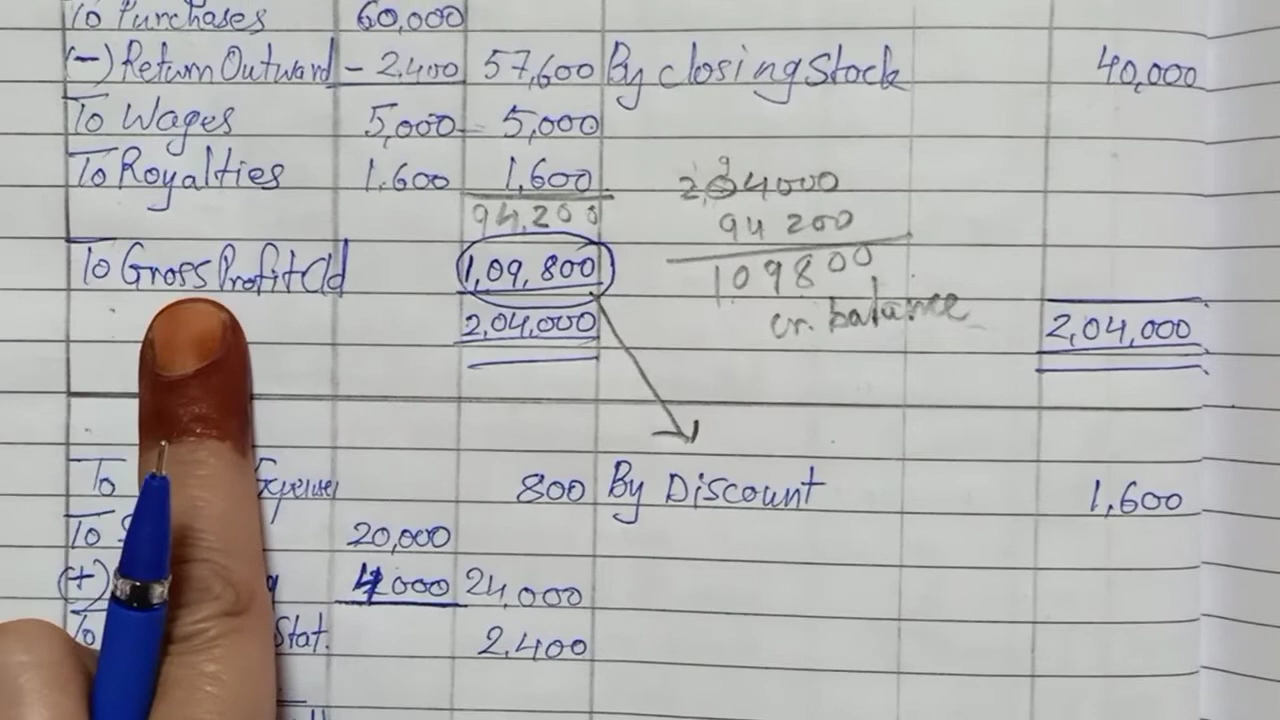 To Purchases 60,000
(-) Return Outward - 2,400 57,600 By closing Stock 40,000
To Wages 5,000 5,000
To Royalties 1,600 1,600 2,04000
94,200 94 200
To Gross Profit c/d 1,09,800 109800
2,04,000 cr. balance 2,04,000
To Expenses 800 By Discount 1,600
To 20,000
(+) 4000 24,000
To Stat. 2,400